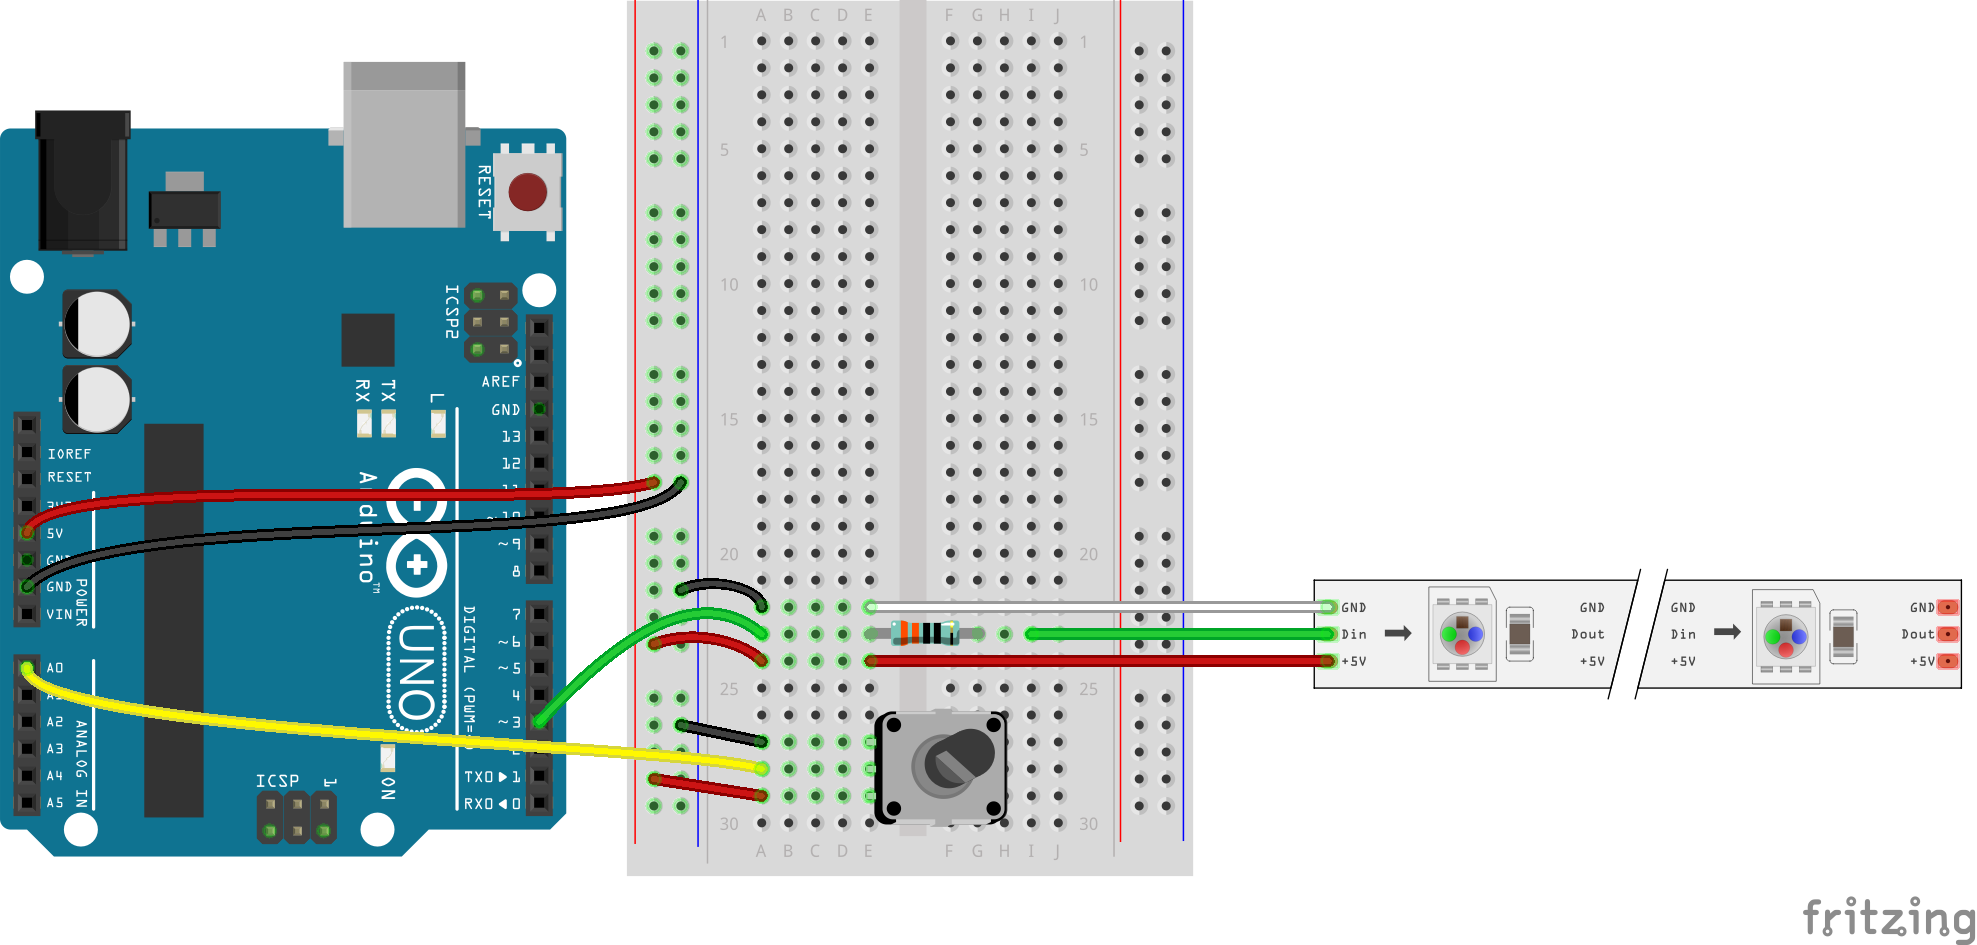 RESET
ICSP2
AREF
GND
13
12
RX
TX
L
IOREF
RESET
5V
GND
VIN
POWER
Arduino™
~9
8
UNO
DIGITAL (PWM=
7
~6
~5
4
~3
TX0▶1
RX0◀0
A0
A2
A3
A4
A5
ANALOG IN
ICSP
1
ON
A B C D E F G H I J
1 1
5 5
10 10
15 15
20 20
25 25
30 30
A B C D E F G H I J
GND GND GND GND
Din Dout Din Dout
+5V +5V +5V +5V
fritzing